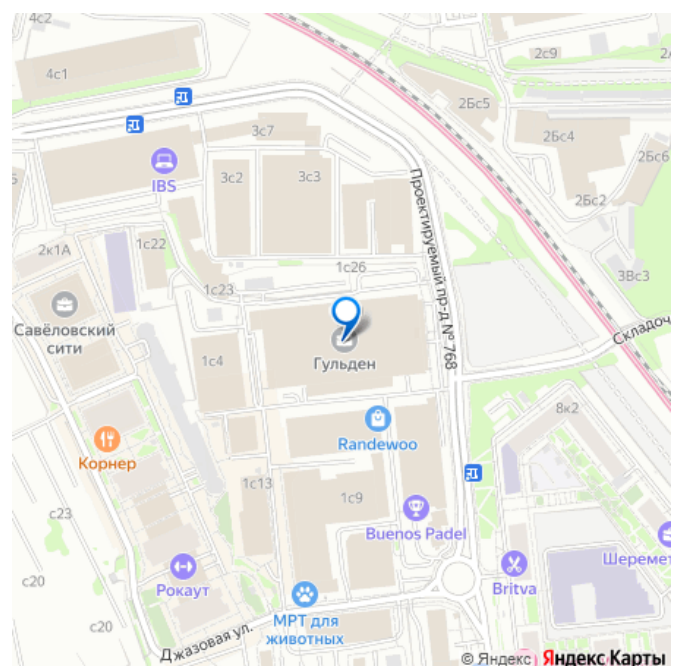 4с2
4с1
2с9
2Бс5
2Бс4
2Бс6
2Бс2
3с7
IBS
3с2
3с3
Проектируемый пр-д № 768
2к1А
1с22
1с26
1с23
3Вс3
Савёловский
сити
Складоч
1с4
Гульден
8к2
Randewoo
Корнер
1с13
1с9
с23
Buenos Padel
Шеремет
с20
Рокаут
Britva
с20
МРТ для
животных
Джазовая ул.
© Яндекс Яндекс Карты